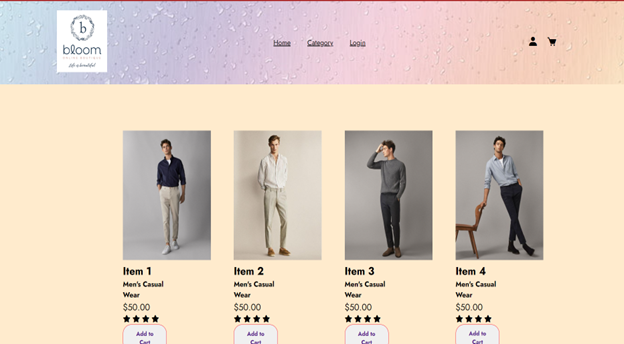 b
bloom
ONLINE BOUTIQUE
Life is beautiful
Home Category Login
Item 1 Item 2 Item 3 Item 4
Men's Casual Men's Casual Men's Casual Men's Casual
Wear Wear Wear Wear
$50.00 $50.00 $50.00 $50.00
Add to Add to Add to Add to
Cart Cart Cart Cart